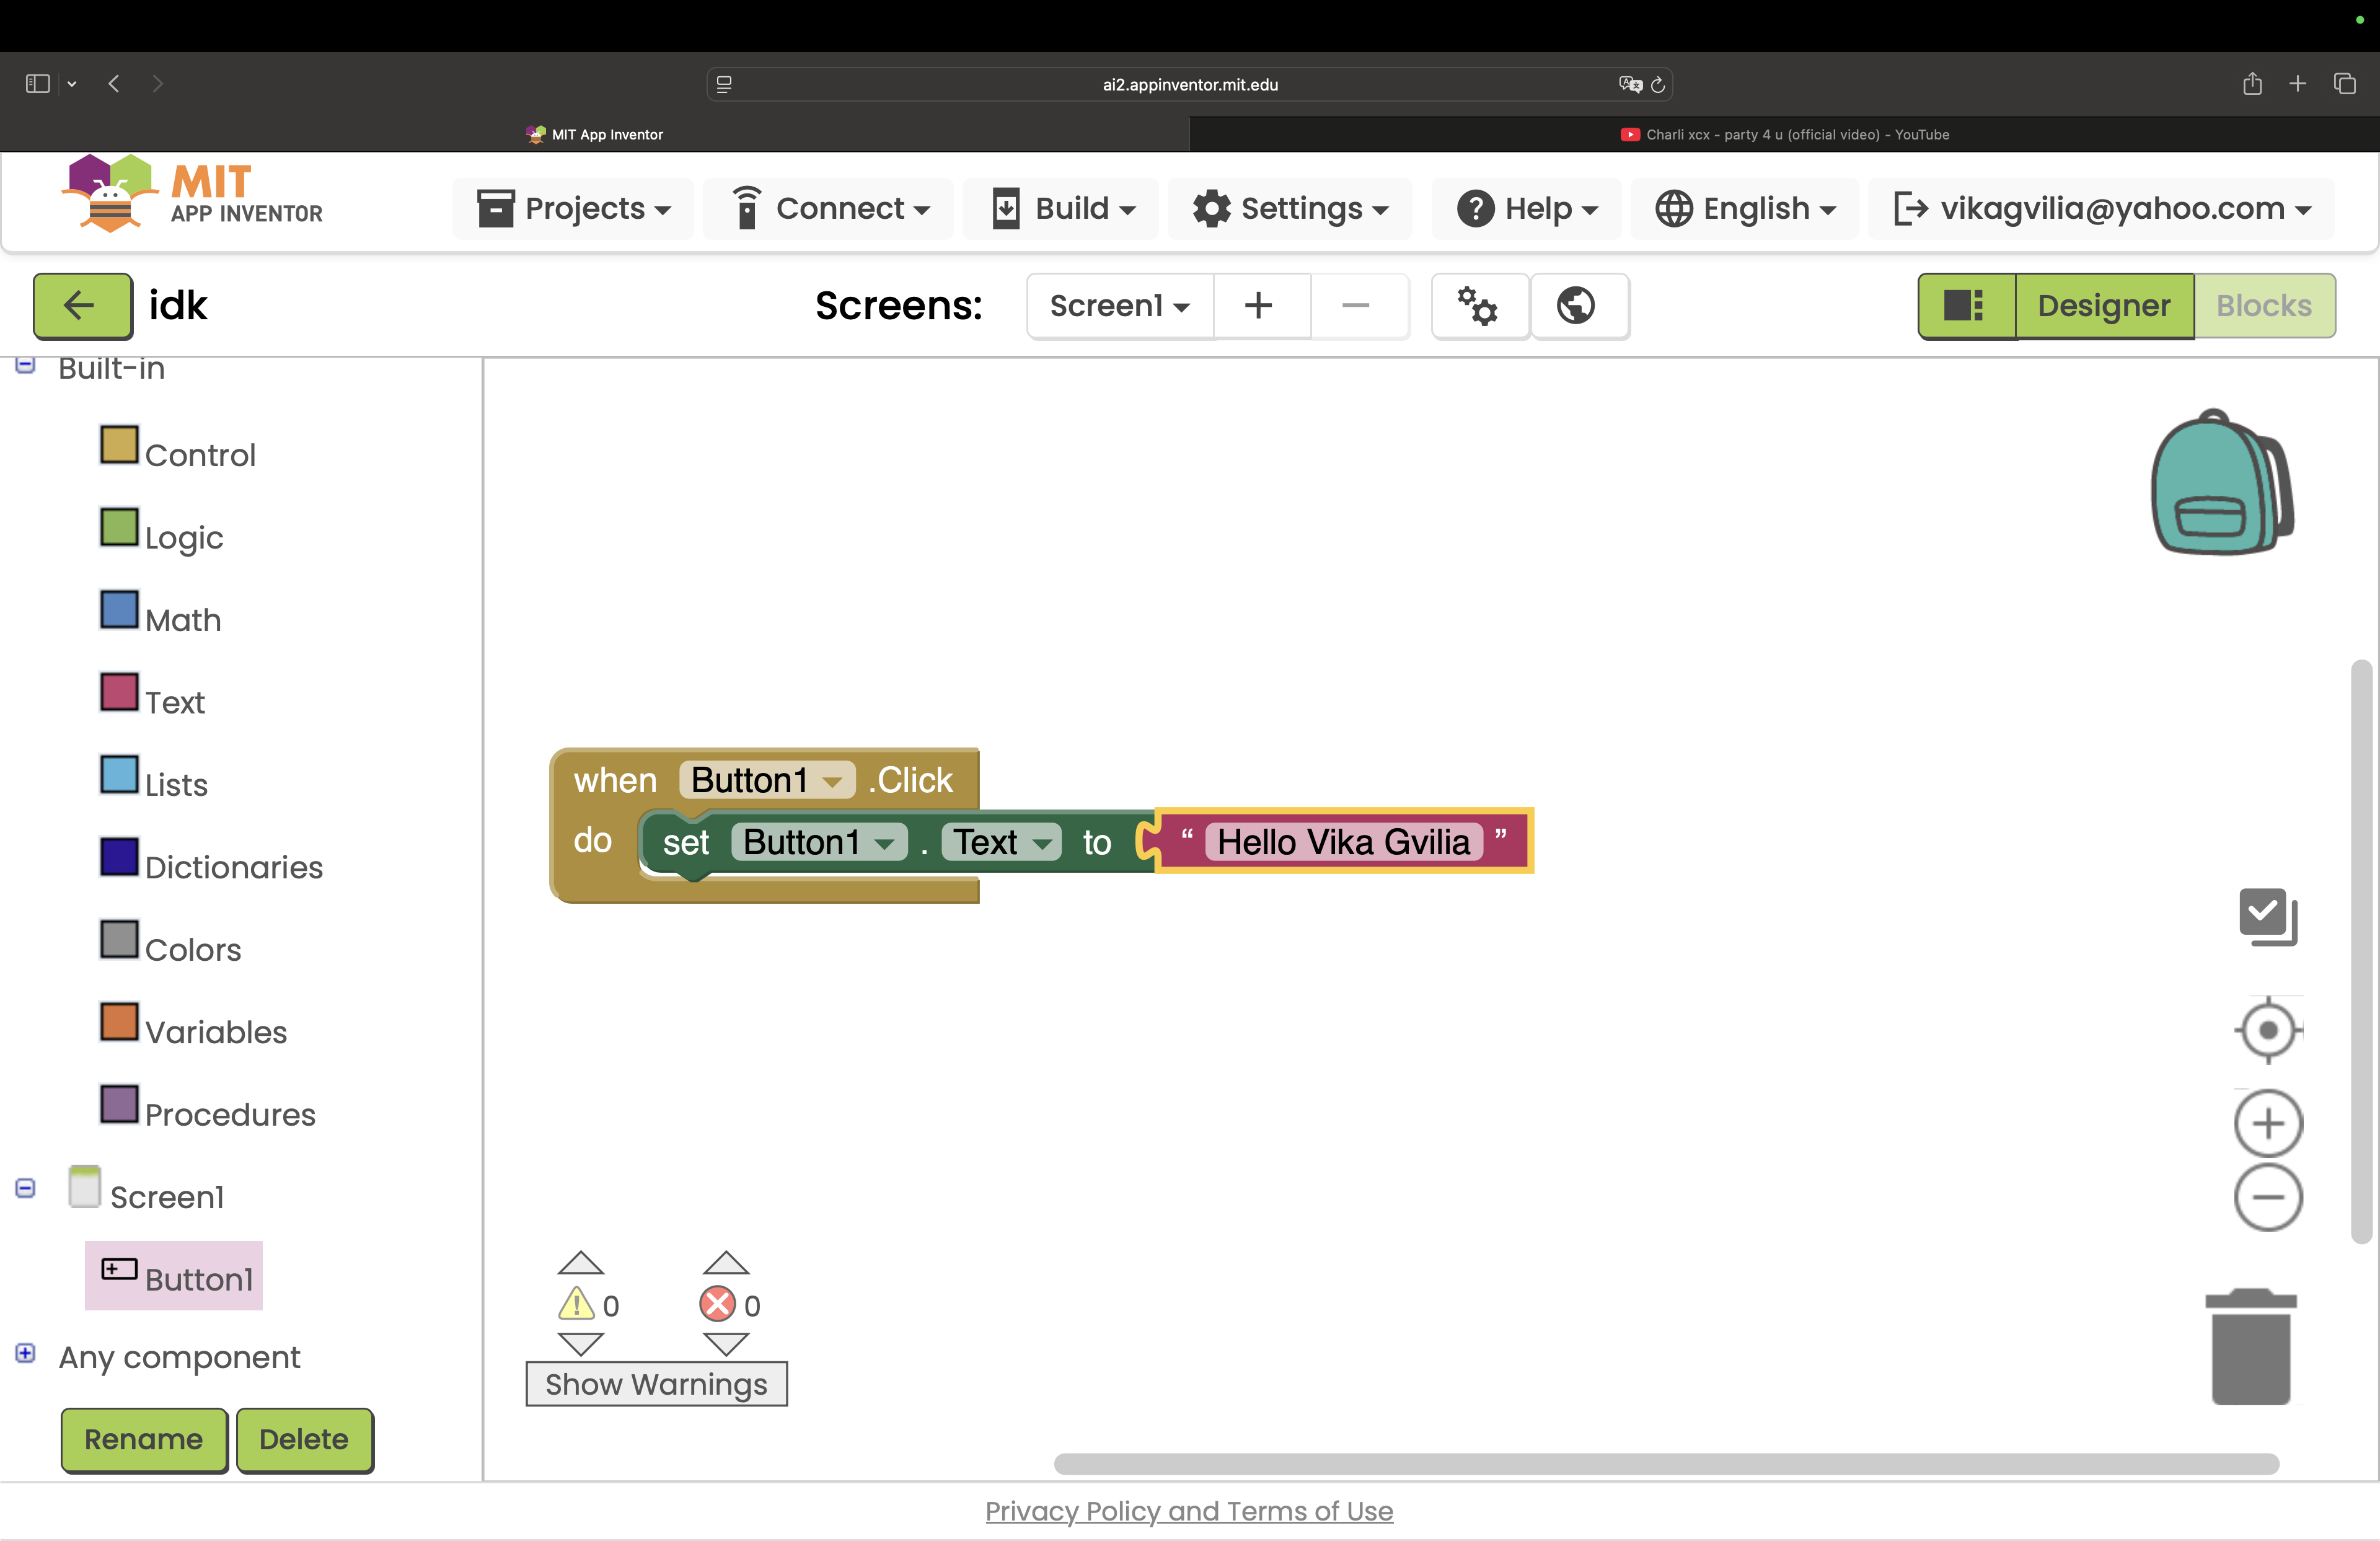 ai2.appinventor.mit.edu
MIT App Inventor
Charli xcx - party 4 u (official video) - YouTube
MIT
APP INVENTOR
Projects
Connect
Build
Settings
Help
English
vikagvilia@yahoo.com
idk
Screens:
Screen1
Designer
Blocks
Built-in
Control
Logic
Math
Text
Lists
Dictionaries
Colors
Variables
Procedures
Screen1
Button1
Any component
Rename
Delete
when Button1 .Click
do set Button1 . Text to “ Hello Vika Gvilia ”
0
0
Show Warnings
Privacy Policy and Terms of Use